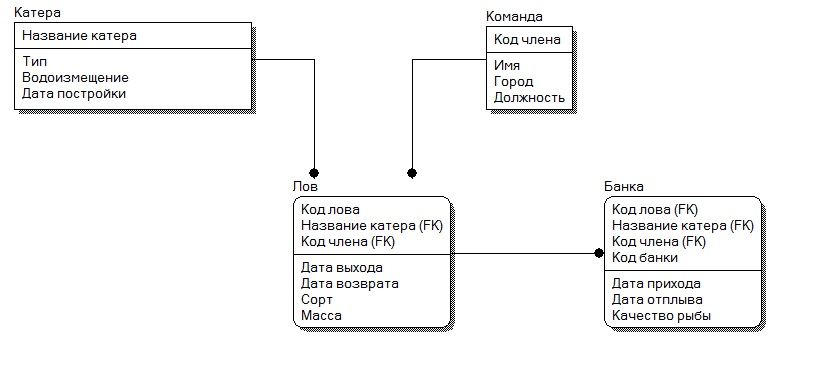 Катера
Название катера
Тип
Водоизмещение
Дата постройки
Команда
Код члена
Имя
Город
Должность
Лов
Код лова
Название катера (FK)
Код члена (FK)
Дата выхода
Дата возврата
Сорт
Масса
Банка
Код лова (FK)
Название катера (FK)
Код члена (FK)
Код банки
Дата прихода
Дата отплыва
Качество рыбы